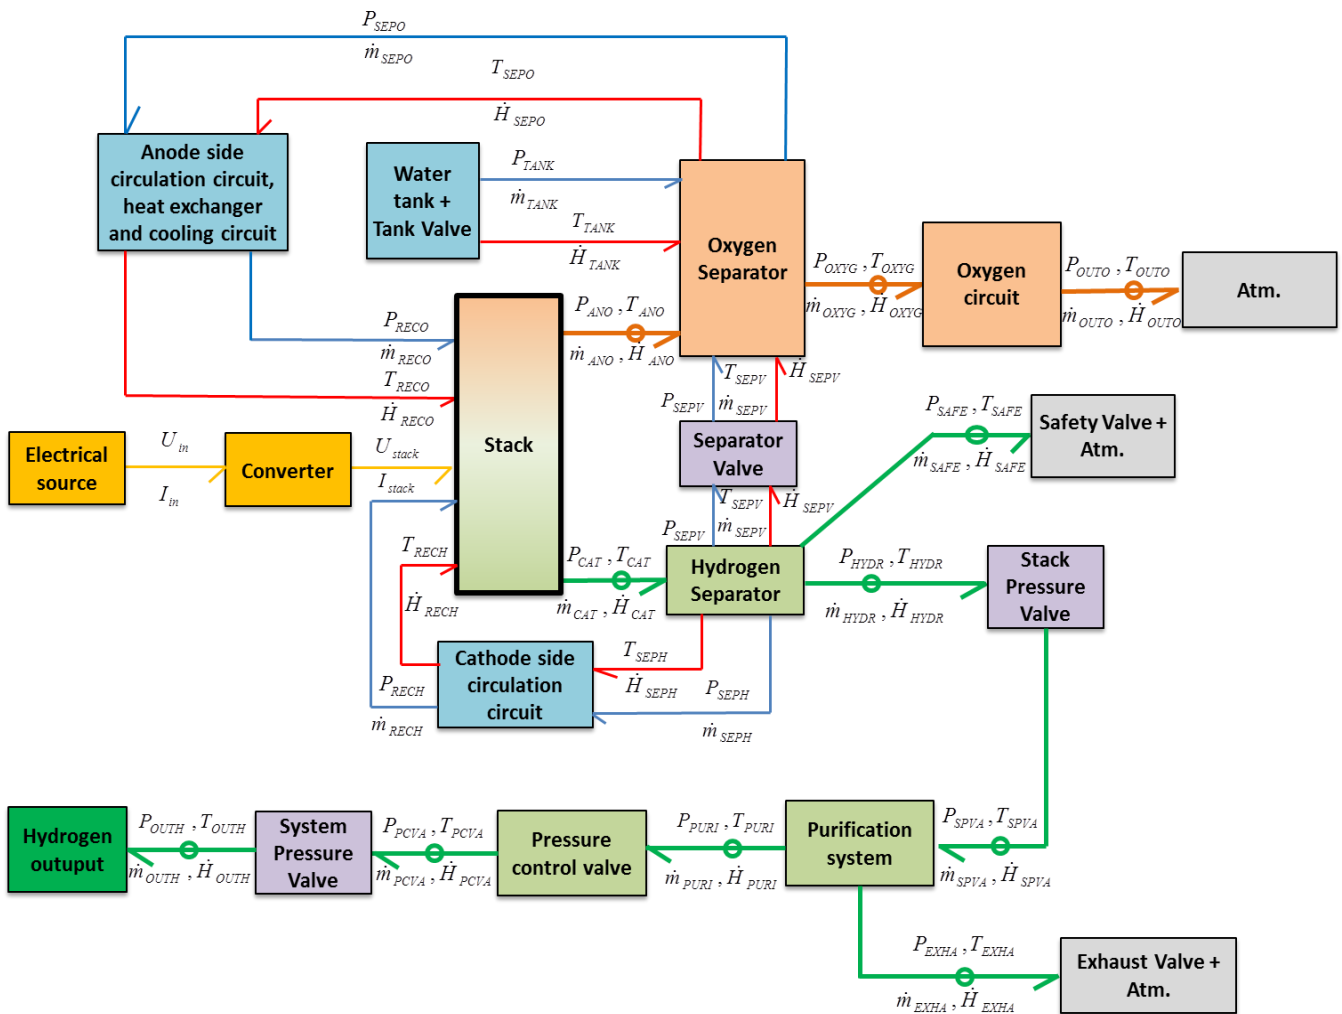 P_SEPO
ṁ_SEPO
T_SEPO
Ḣ_SEPO
Anode side
circulation circuit,
heat exchanger
and cooling circuit
Water
tank +
Tank Valve
P_TANK
ṁ_TANK
T_TANK
Ḣ_TANK
Oxygen
Separator
P_OXYG , T_OXYG
ṁ_OXYG , Ḣ_OXYG
Oxygen
circuit
P_OUTO , T_OUTO
ṁ_OUTO , Ḣ_OUTO
Atm.
P_RECO
ṁ_RECO
T_RECO
Ḣ_RECO
P_ANO , T_ANO
ṁ_ANO , Ḣ_ANO
Stack
T_SEPV
Ḣ_SEPV
P_SEPV
ṁ_SEPV
Separator
Valve
T_SEPV
Ḣ_SEPV
P_SEPV
ṁ_SEPV
P_SAFE , T_SAFE
ṁ_SAFE , Ḣ_SAFE
Safety Valve +
Atm.
Electrical
source
U_in
I_in
Converter
U_stack
I_stack
T_RECH
Ḣ_RECH
P_CAT , T_CAT
ṁ_CAT , Ḣ_CAT
Hydrogen
Separator
P_HYDR , T_HYDR
ṁ_HYDR , Ḣ_HYDR
Stack
Pressure
Valve
P_RECH
ṁ_RECH
Cathode side
circulation
circuit
T_SEPH
Ḣ_SEPH
P_SEPH
ṁ_SEPH
Hydrogen
outuput
P_OUTH , T_OUTH
ṁ_OUTH , Ḣ_OUTH
System
Pressure
Valve
P_PCVA , T_PCVA
ṁ_PCVA , Ḣ_PCVA
Pressure
control valve
P_PURI , T_PURI
ṁ_PURI , Ḣ_PURI
Purification
system
P_SPVA , T_SPVA
ṁ_SPVA , Ḣ_SPVA
P_EXHA , T_EXHA
ṁ_EXHA , Ḣ_EXHA
Exhaust Valve +
Atm.